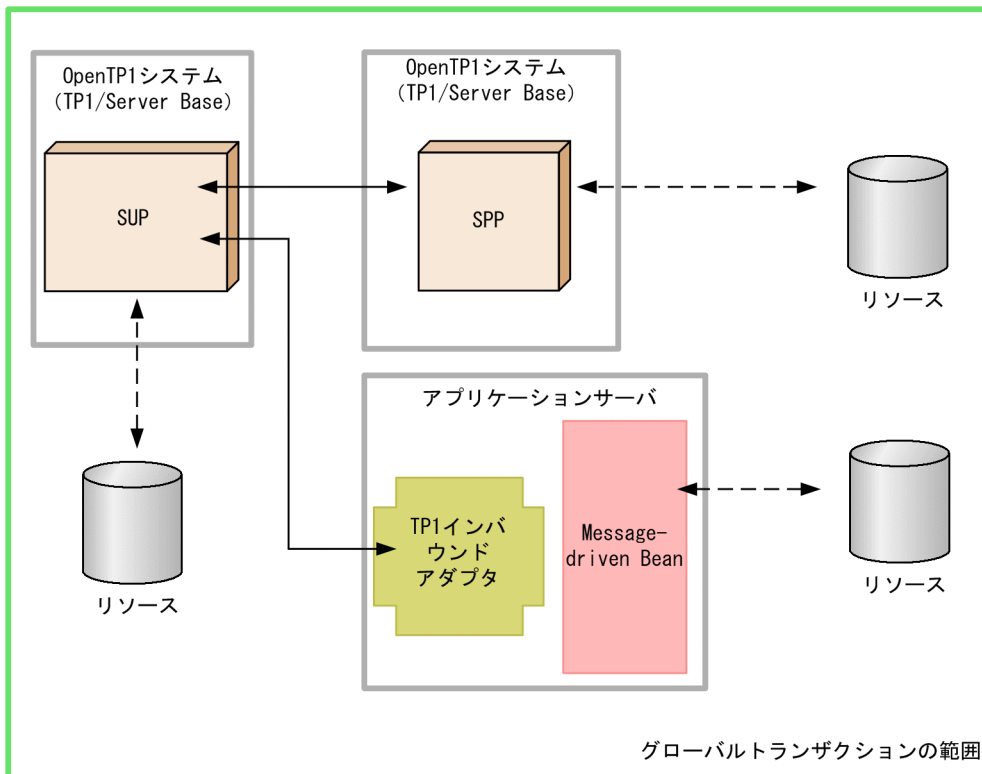 OpenTP1システム
(TP1/Server Base)
SUP
OpenTP1システム
(TP1/Server Base)
SPP
リソース
リソース
アプリケーションサーバ
TP1インバ
ウンド
アダプタ
Message-
driven Bean
リソース
グローバルトランザクションの範囲